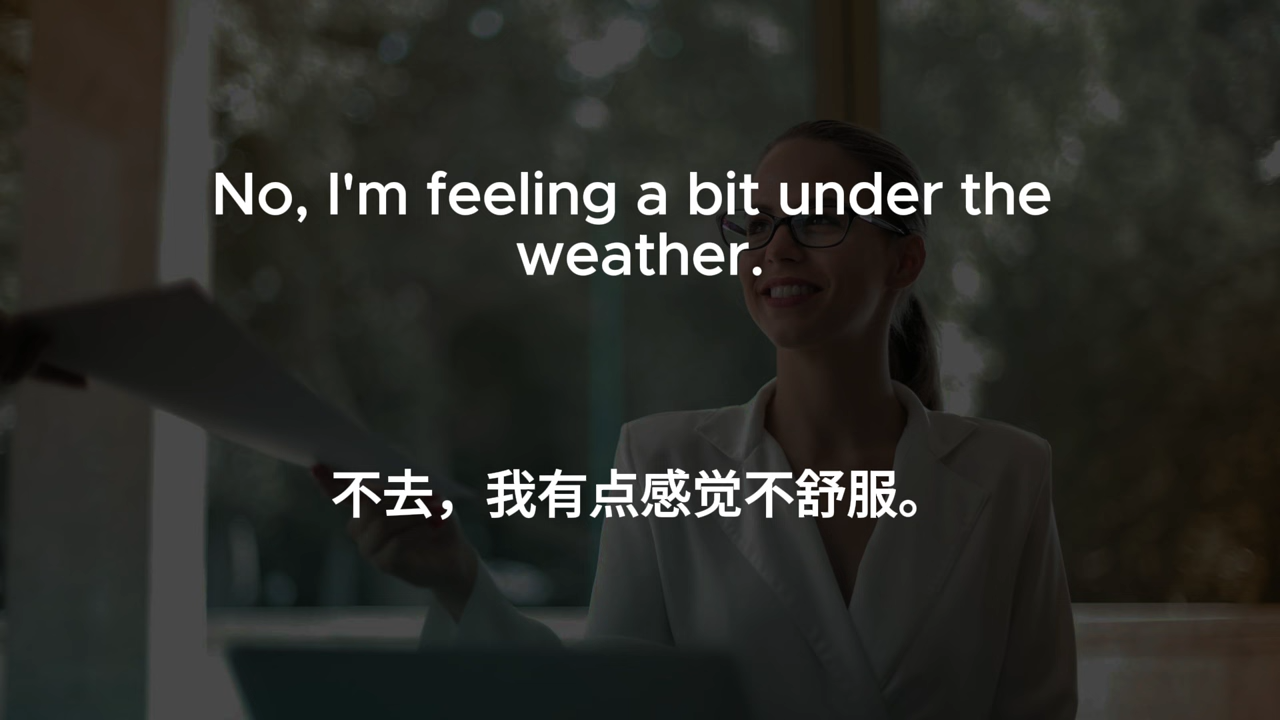 No, I'm feeling a bit under the
weather.
不去，我有点感觉不舒服。